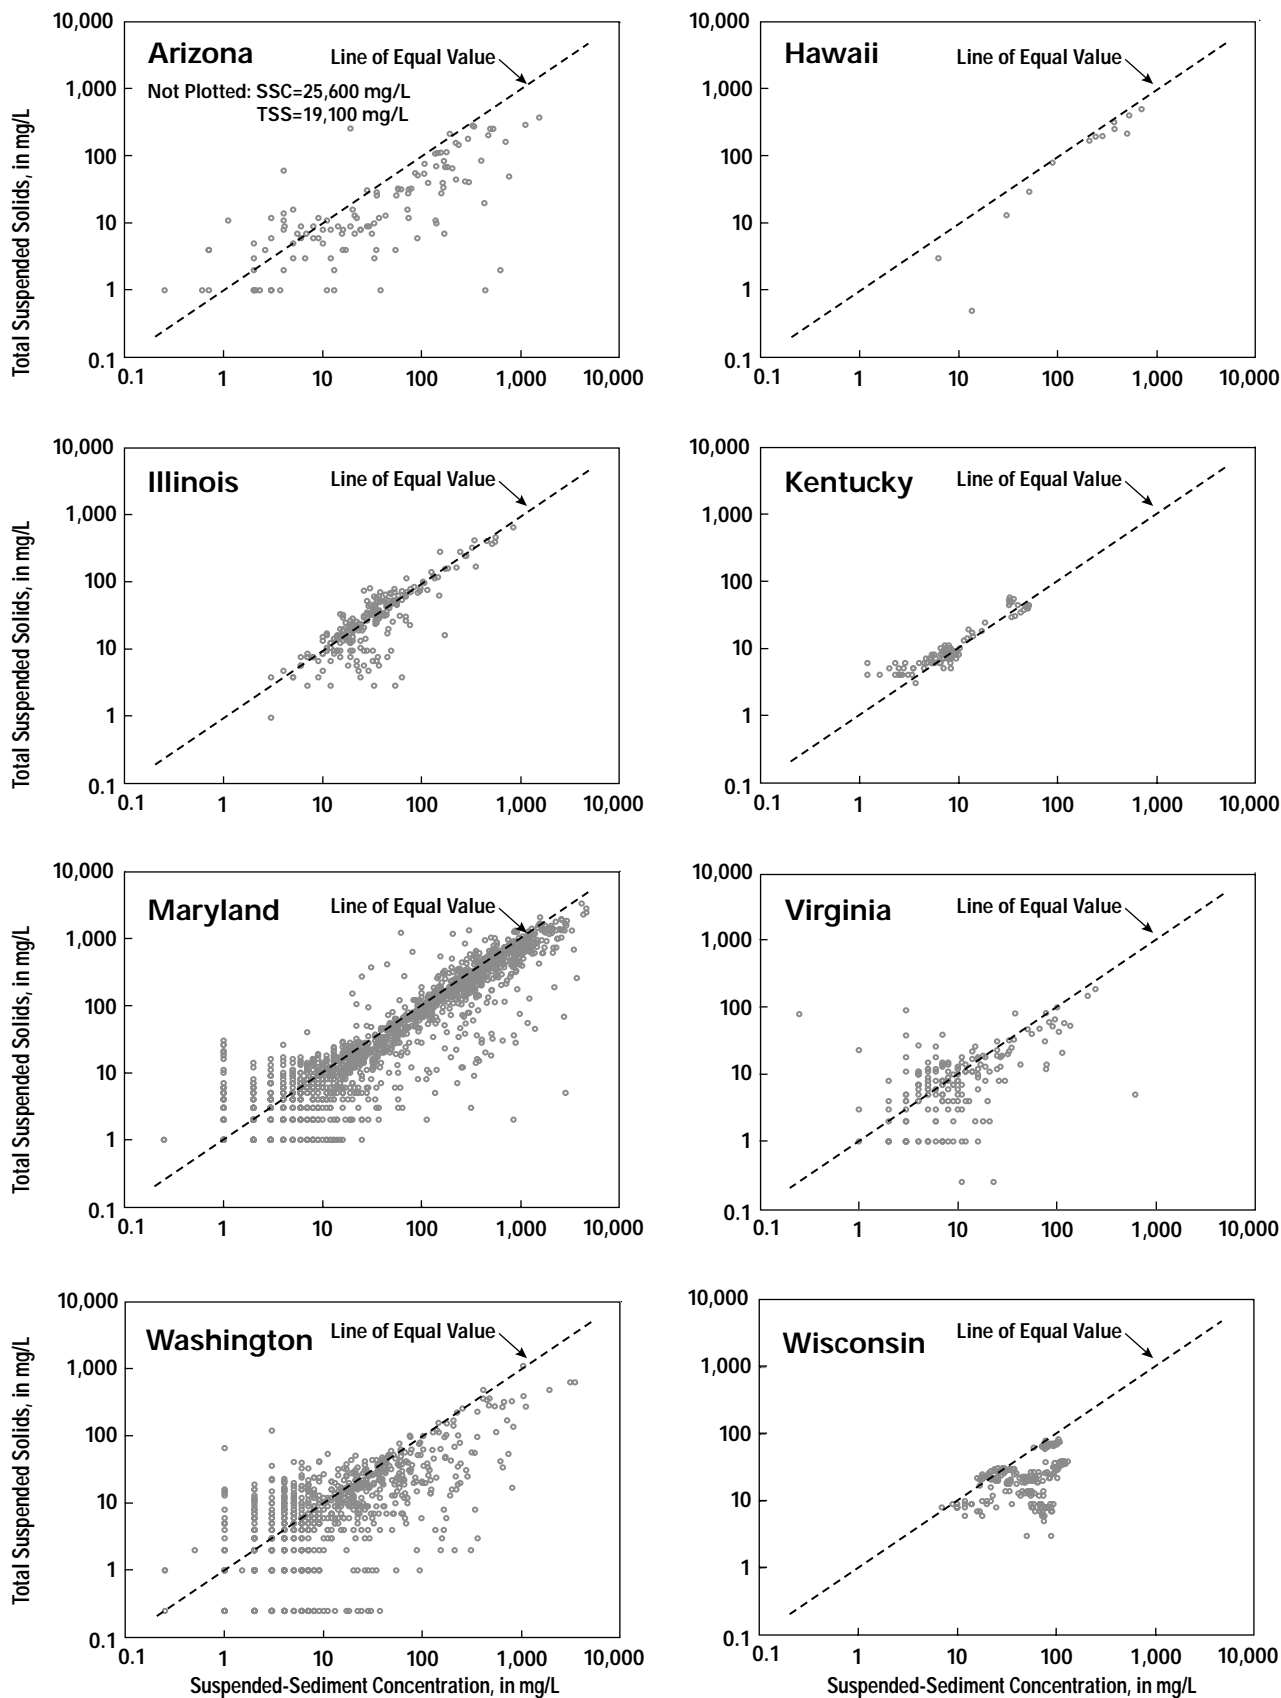 10,000
1,000
100
10
1
0.1
Total Suspended Solids, in mg/L
Arizona
Line of Equal Value
Not Plotted: SSC=25,600 mg/L
TSS=19,100 mg/L
0.1 1 10 100 1,000 10,000
10,000
1,000
100
10
1
0.1
Hawaii
Line of Equal Value
0.1 1 10 100 1,000 10,000
10,000
1,000
100
10
1
0.1
Total Suspended Solids, in mg/L
Illinois
Line of Equal Value
0.1 1 10 100 1,000 10,000
10,000
1,000
100
10
1
0.1
Kentucky
Line of Equal Value
0.1 1 10 100 1,000 10,000
10,000
1,000
100
10
1
0.1
Total Suspended Solids, in mg/L
Maryland
Line of Equal Value
0.1 1 10 100 1,000 10,000
10,000
1,000
100
10
1
0.1
Virginia
Line of Equal Value
0.1 1 10 100 1,000 10,000
10,000
1,000
100
10
1
0.1
Total Suspended Solids, in mg/L
Washington
Line of Equal Value
0.1 1 10 100 1,000 10,000
Suspended-Sediment Concentration, in mg/L
10,000
1,000
100
10
1
0.1
Wisconsin
Line of Equal Value
0.1 1 10 100 1,000 10,000
Suspended-Sediment Concentration, in mg/L